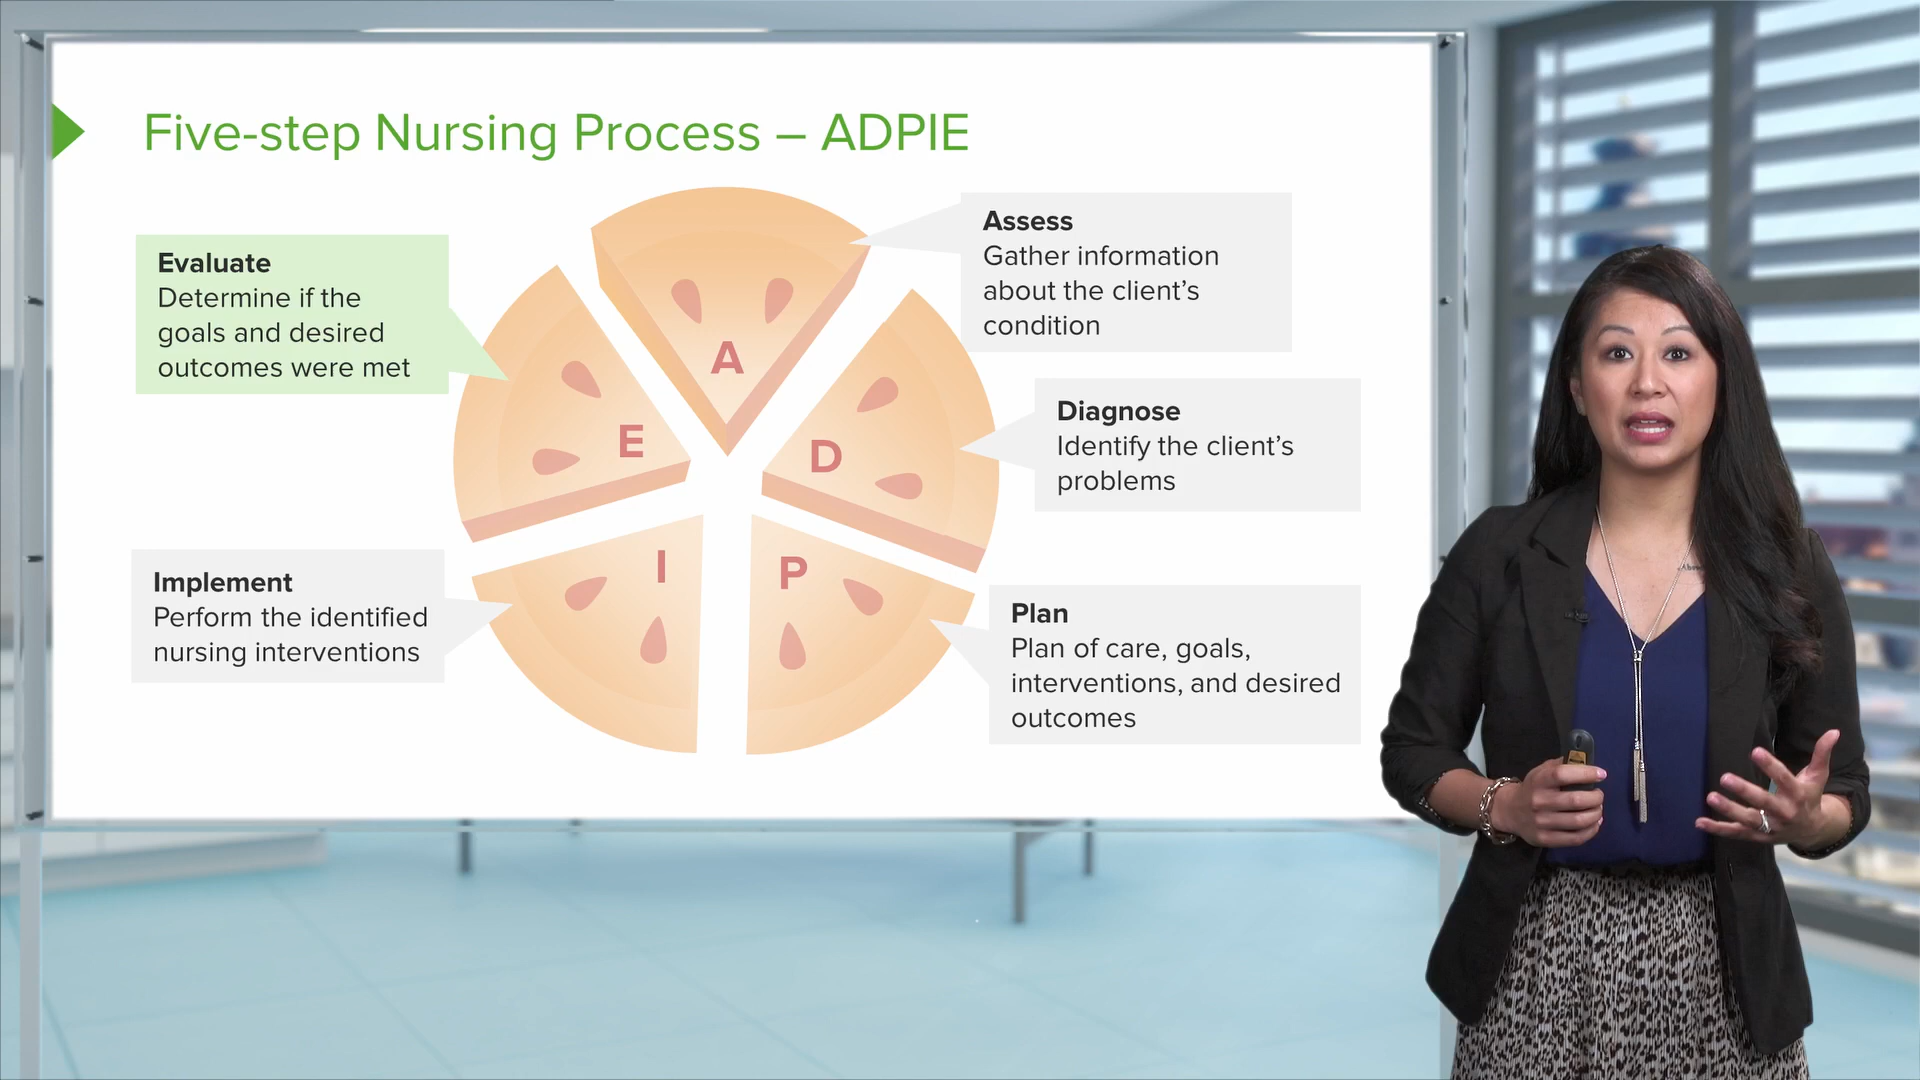 Five-step Nursing Process – ADPIE
Evaluate
Determine if the
goals and desired
outcomes were met
Assess
Gather information
about the client's
condition
A
E
D
Diagnose
Identify the client's
problems
I
P
Implement
Perform the identified
nursing interventions
Plan
Plan of care, goals,
interventions, and desired
outcomes